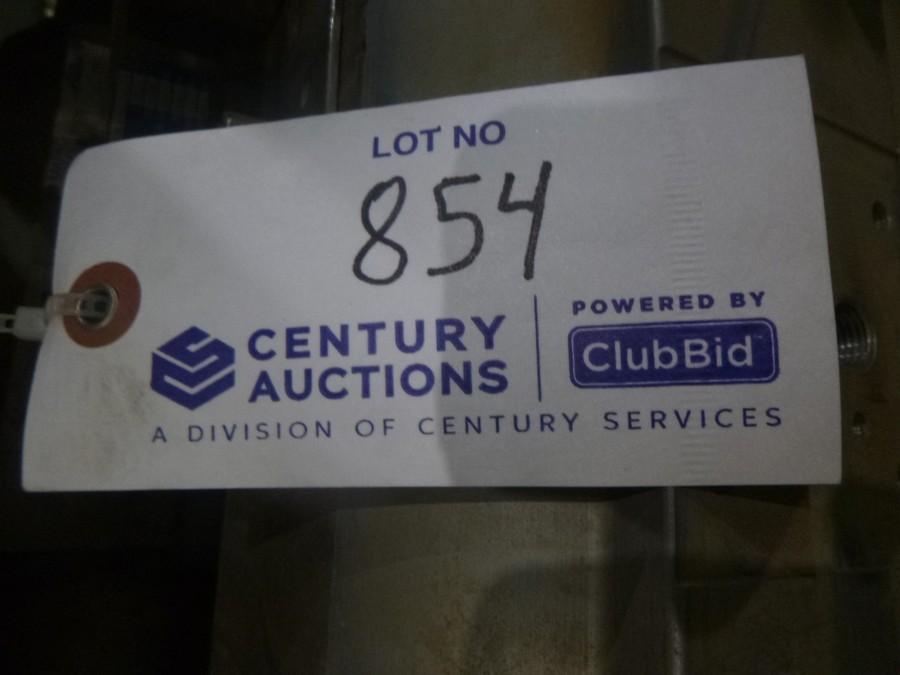 LOT NO
854
CENTURY AUCTIONS
POWERED BY
ClubBid
A DIVISION OF CENTURY SERVICES